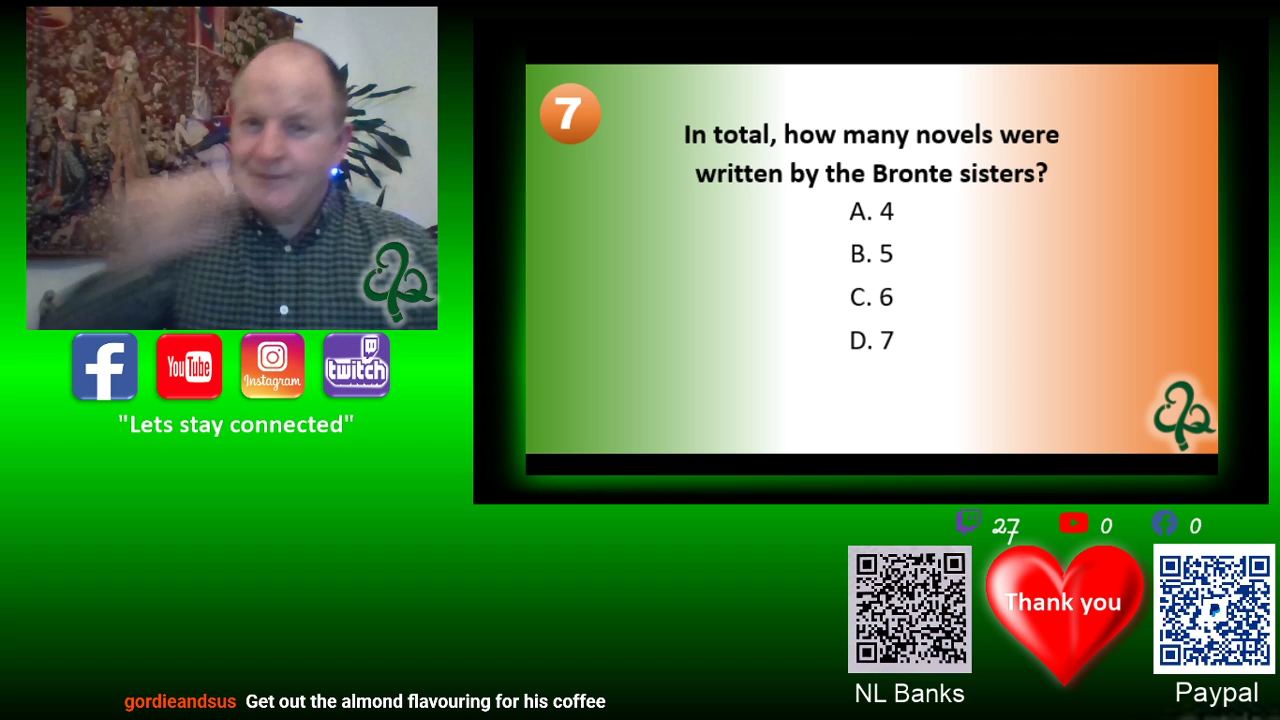 7
In total, how many novels were
written by the Bronte sisters?
A. 4
B. 5
C. 6
D. 7
f
YouTube
Instagram
twitch
"Lets stay connected"
27 0 0
Thank you
NL Banks
Paypal
gordieandsus Get out the almond flavouring for his coffee